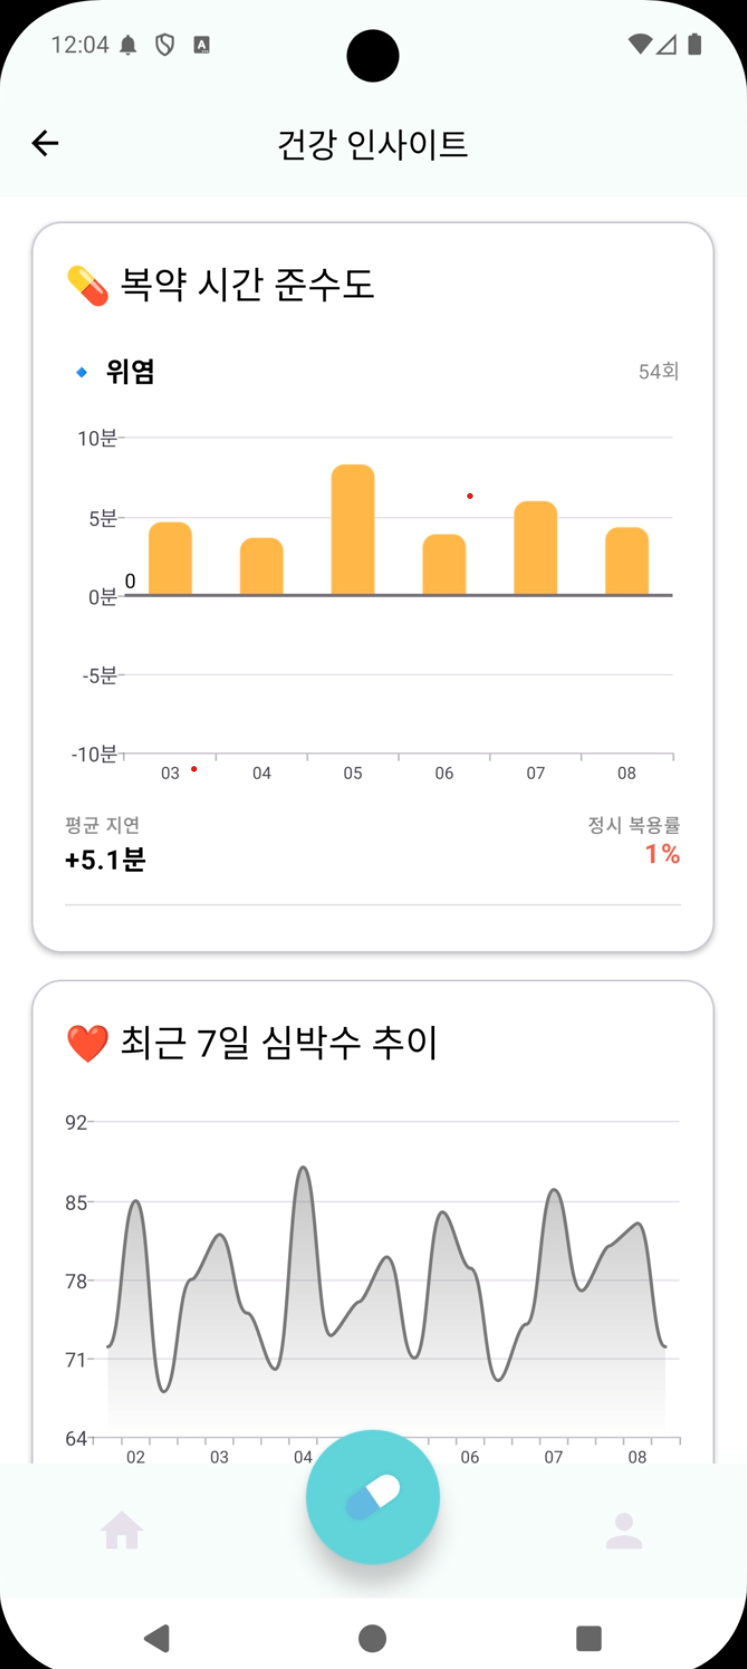 12:04
A
건강 인사이트
복약 시간 준수도
위염
54회
10분
5분
0
0분
-5분
-10분
03
04
05
06
07
08
평균 지연
정시 복용률
+5.1분
1%
최근 7일 심박수 추이
92
85
78
71
64
02
03
04
06
07
08